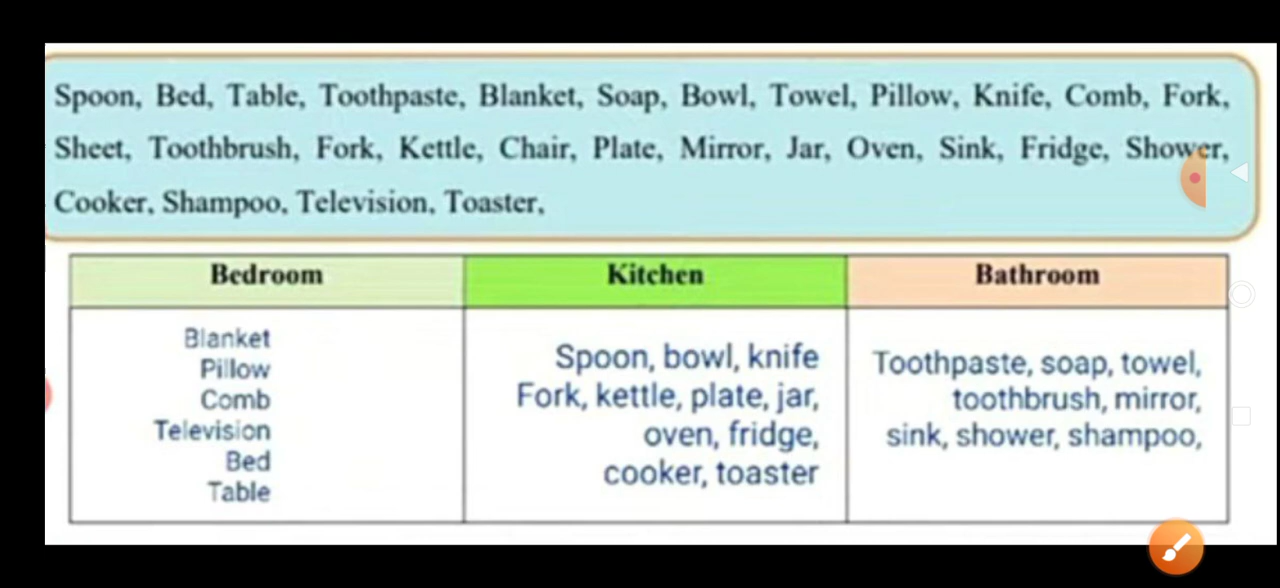 Spoon, Bed, Table, Toothpaste, Blanket, Soap, Bowl, Towel, Pillow, Knife, Comb, Fork,
Sheet, Toothbrush, Fork, Kettle, Chair, Plate, Mirror, Jar, Oven, Sink, Fridge, Shower,
Cooker, Shampoo, Television, Toaster,
Bedroom
Kitchen
Bathroom
Blanket
Pillow
Comb
Television
Bed
Table
Spoon, bowl, knife
Fork, kettle, plate, jar,
oven, fridge,
cooker, toaster
Toothpaste, soap, towel,
toothbrush, mirror,
sink, shower, shampoo,